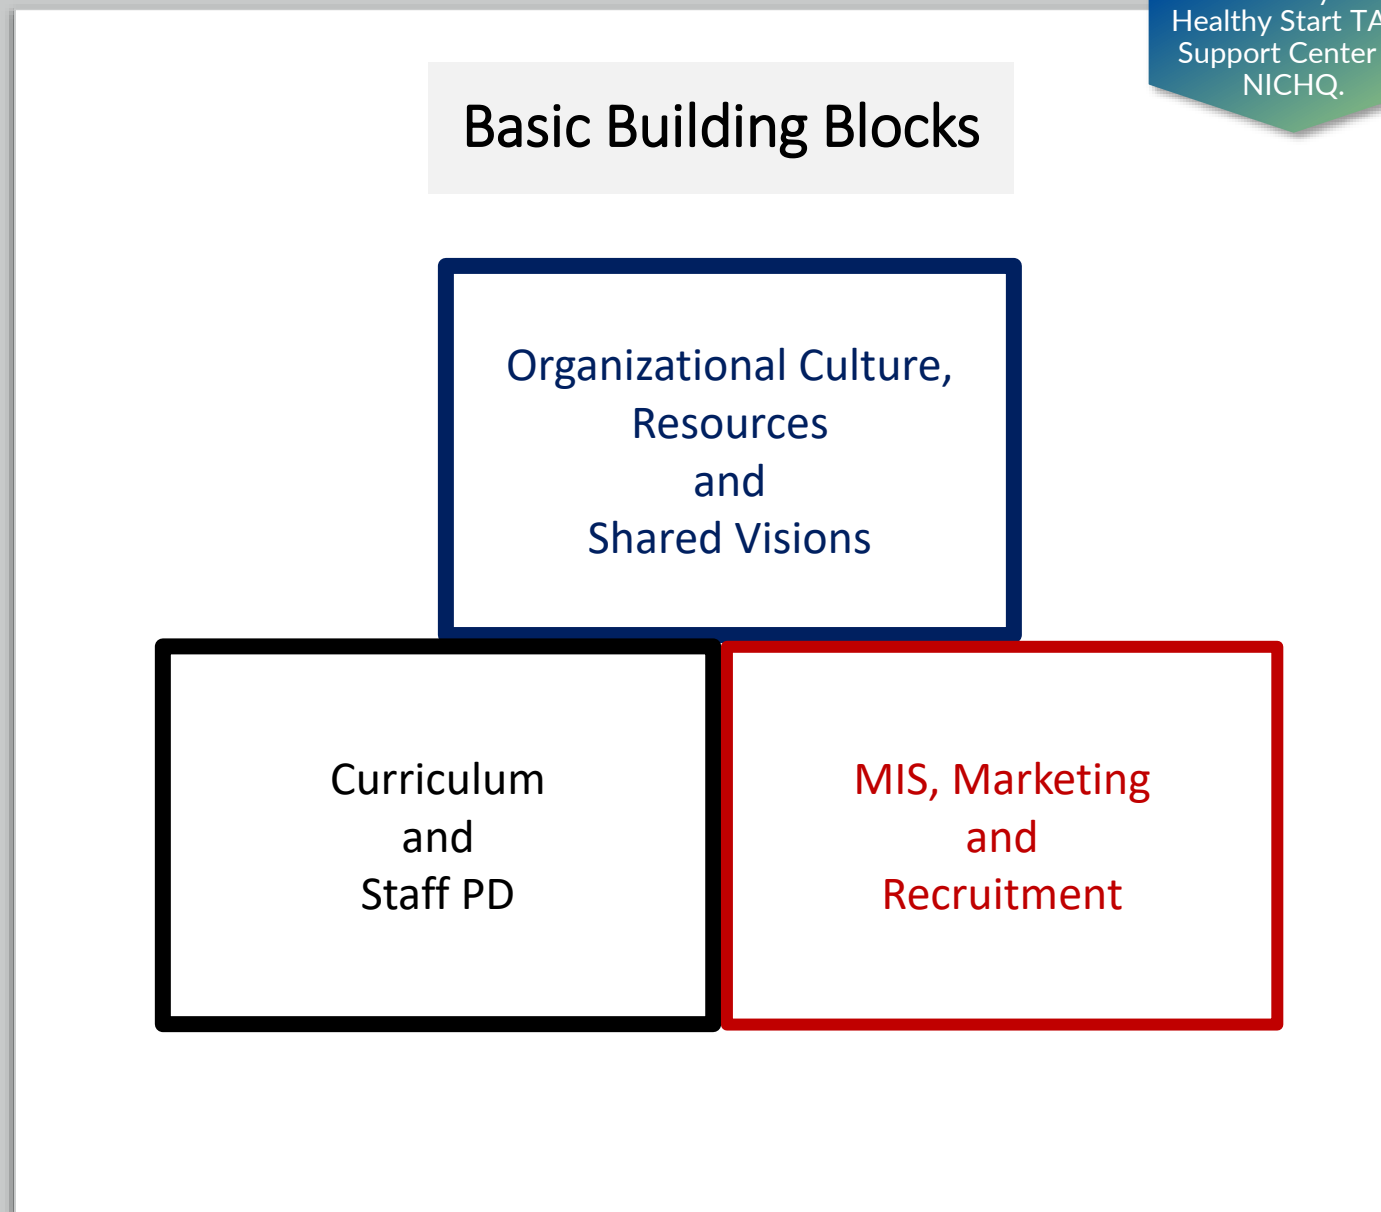 Healthy Start TA
Support Center
NICHQ.
Basic Building Blocks
Organizational Culture,
Resources
and
Shared Visions
Curriculum
and
Staff PD
MIS, Marketing
and
Recruitment